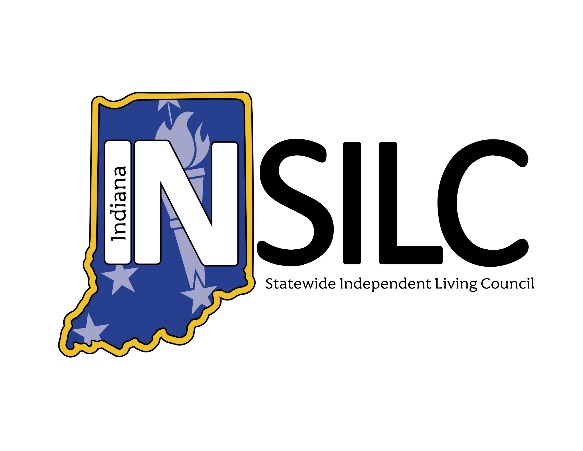 Indiana
INSILC
Statewide Independent Living Council